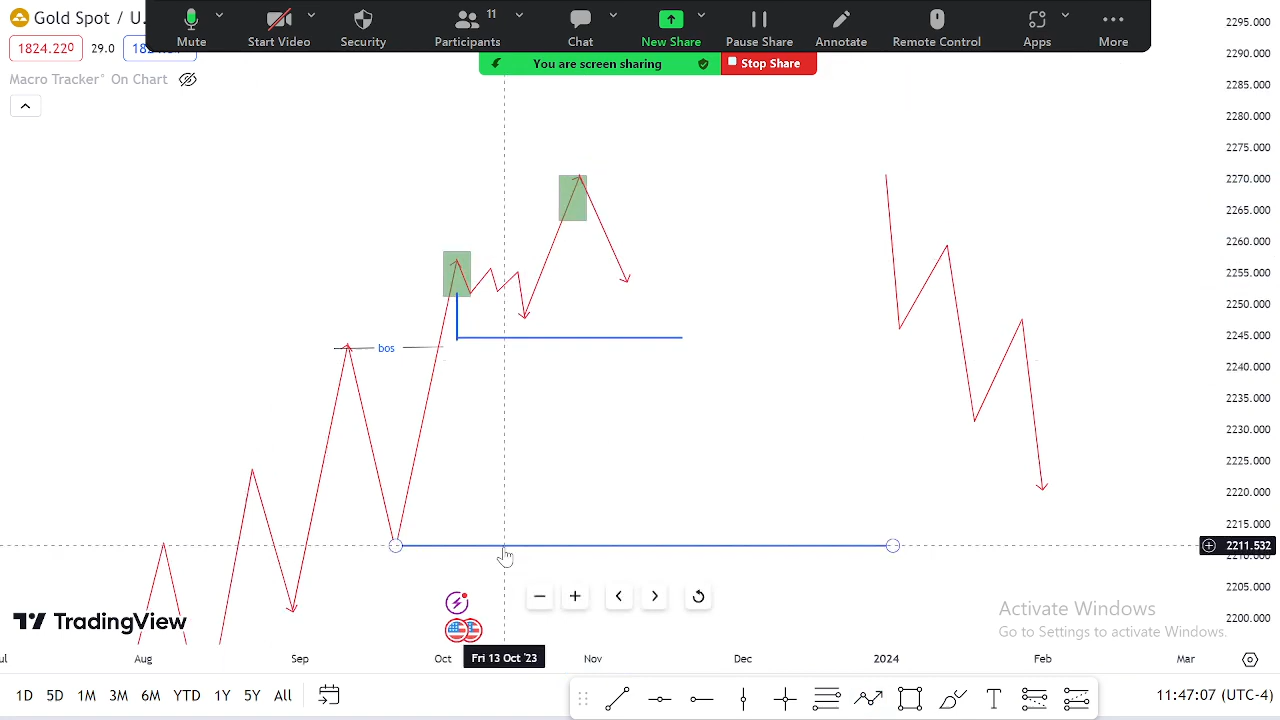 Gold Spot / U.
11
Mute
Start Video
Security
Participants
Chat
New Share
Pause Share
Annotate
Remote Control
Apps
More
1824.220
29.0
You are screen sharing
Stop Share
Macro Tracker° On Chart
2295.000
2290.000
2285.000
2280.000
2275.000
2270.000
2265.000
2260.000
2255.000
2250.000
2245.000
2240.000
2235.000
2230.000
2225.000
2220.000
2215.000
2211.532
2205.000
2200.000
bos
TradingView
Activate Windows
Go to Settings to activate Windows.
ul
Aug
Sep
Oct
Fri 13 Oct '23
Nov
Dec
2024
Feb
Mar
1D
5D
1M
3M
6M
YTD
1Y
5Y
All
T
11:47:07 (UTC-4)